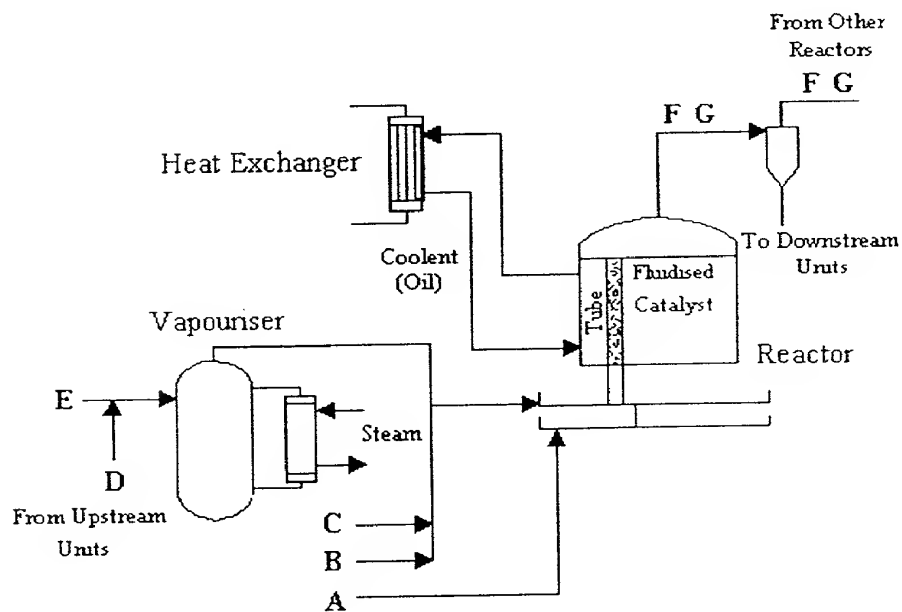 From Other
Reactors
F G
F G
Heat Exchanger
Coolent
(Oil)
To Downstream
Units
Tube
Fluidised
Catalyst
Vapouriser
Reactor
E
Steam
D
From Upstream
Units
C
B
A